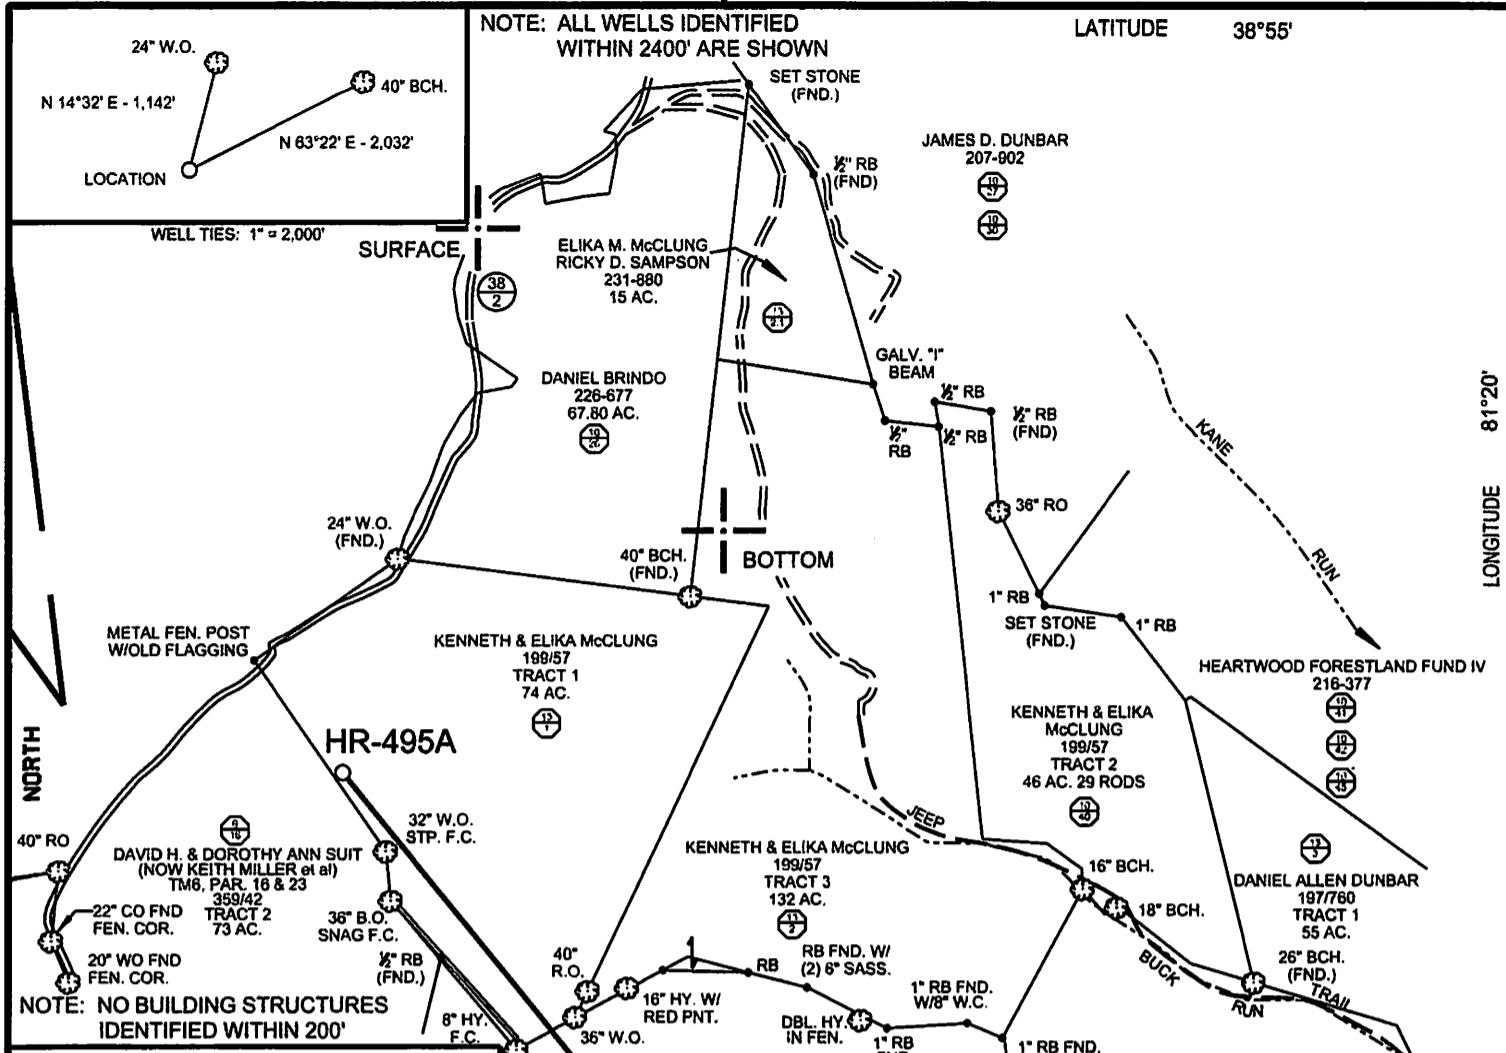 24" W.O.
N 14°32' E - 1,142'
40" BCH.
N 63°22' E - 2,032'
LOCATION
WELL TIES: 1" = 2,000'
NOTE: ALL WELLS IDENTIFIED
WITHIN 2400' ARE SHOWN
LATITUDE 38°55'
SET STONE
(FND.)
½" RB
(FND)
JAMES D. DUNBAR
207-902
SURFACE
38
2
ELIKA M. McCLUNG
RICKY D. SAMPSON
231-880
15 AC.
DANIEL BRINDO
226-677
67.80 AC.
GALV. "I"
BEAM
½" RB
½" RB
(FND)
½"
RB
½" RB
36" RO
KANE
RUN
LONGITUDE 81°20'
24" W.O.
(FND.)
40" BCH.
(FND.)
BOTTOM
1" RB
SET STONE
(FND.)
1" RB
METAL FEN. POST
W/OLD FLAGGING
KENNETH & ELIKA McCLUNG
199/57
TRACT 1
74 AC.
HEARTWOOD FORESTLAND FUND IV
216-377
KENNETH & ELIKA
McCLUNG
199/57
TRACT 2
46 AC. 29 RODS
NORTH
HR-495A
40" RO
32" W.O.
STP. F.C.
JEEP
DAVID H. & DOROTHY ANN SUIT
(NOW KEITH MILLER et al)
TM6, PAR. 16 & 23
359/42
TRACT 2
73 AC.
KENNETH & ELIKA McCLUNG
199/57
TRACT 3
132 AC.
16" BCH.
18" BCH.
DANIEL ALLEN DUNBAR
197/760
TRACT 1
55 AC.
22" CO FND
FEN. COR.
36" B.O.
SNAG F.C.
20" WO FND
FEN. COR.
½" RB
(FND.)
40"
R.O.
RB
RB FND. W/
(2) 6" SASS.
BUCK
RUN
26" BCH.
(FND.)
TRAIL
NOTE: NO BUILDING STRUCTURES
IDENTIFIED WITHIN 200'
8" HY.
F.C.
16" HY. W/
RED PNT.
36" W.O.
DBL. HY.
IN FEN.
1" RB FND.
W/8" W.C.
1" RB
1" RB FND.